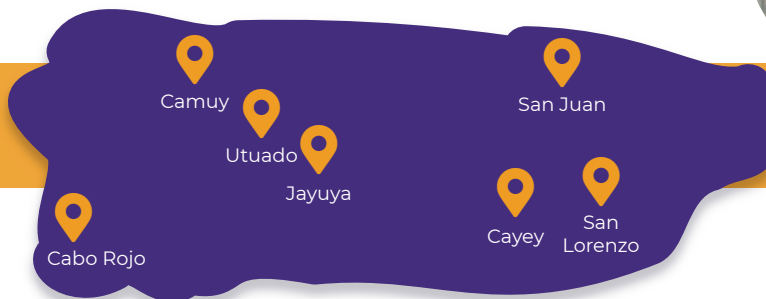 Camuy
San Juan
Utuado
Jayuya
Cayey
San
Lorenzo
Cabo Rojo